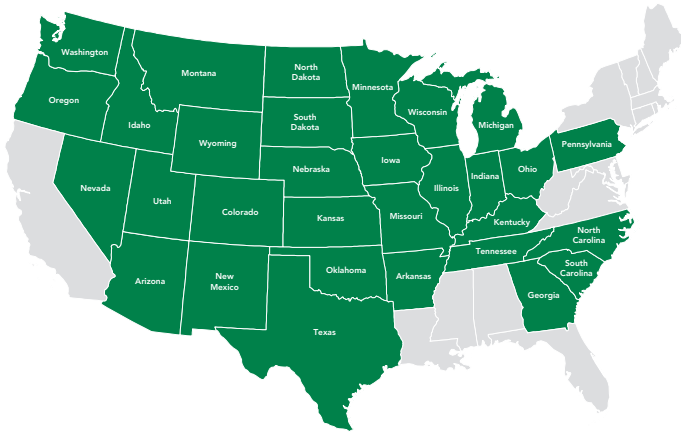 Washington
Montana
North
Dakota
Minnesota
Oregon
Idaho
Wyoming
South
Dakota
Wisconsin
Michigan
Nebraska
Iowa
Pennsylvania
Nevada
Utah
Colorado
Kansas
Missouri
Illinois
Indiana
Ohio
Kentucky
Arizona
New
Mexico
Oklahoma
Arkansas
Tennessee
North
Carolina
South
Carolina
Georgia
Texas